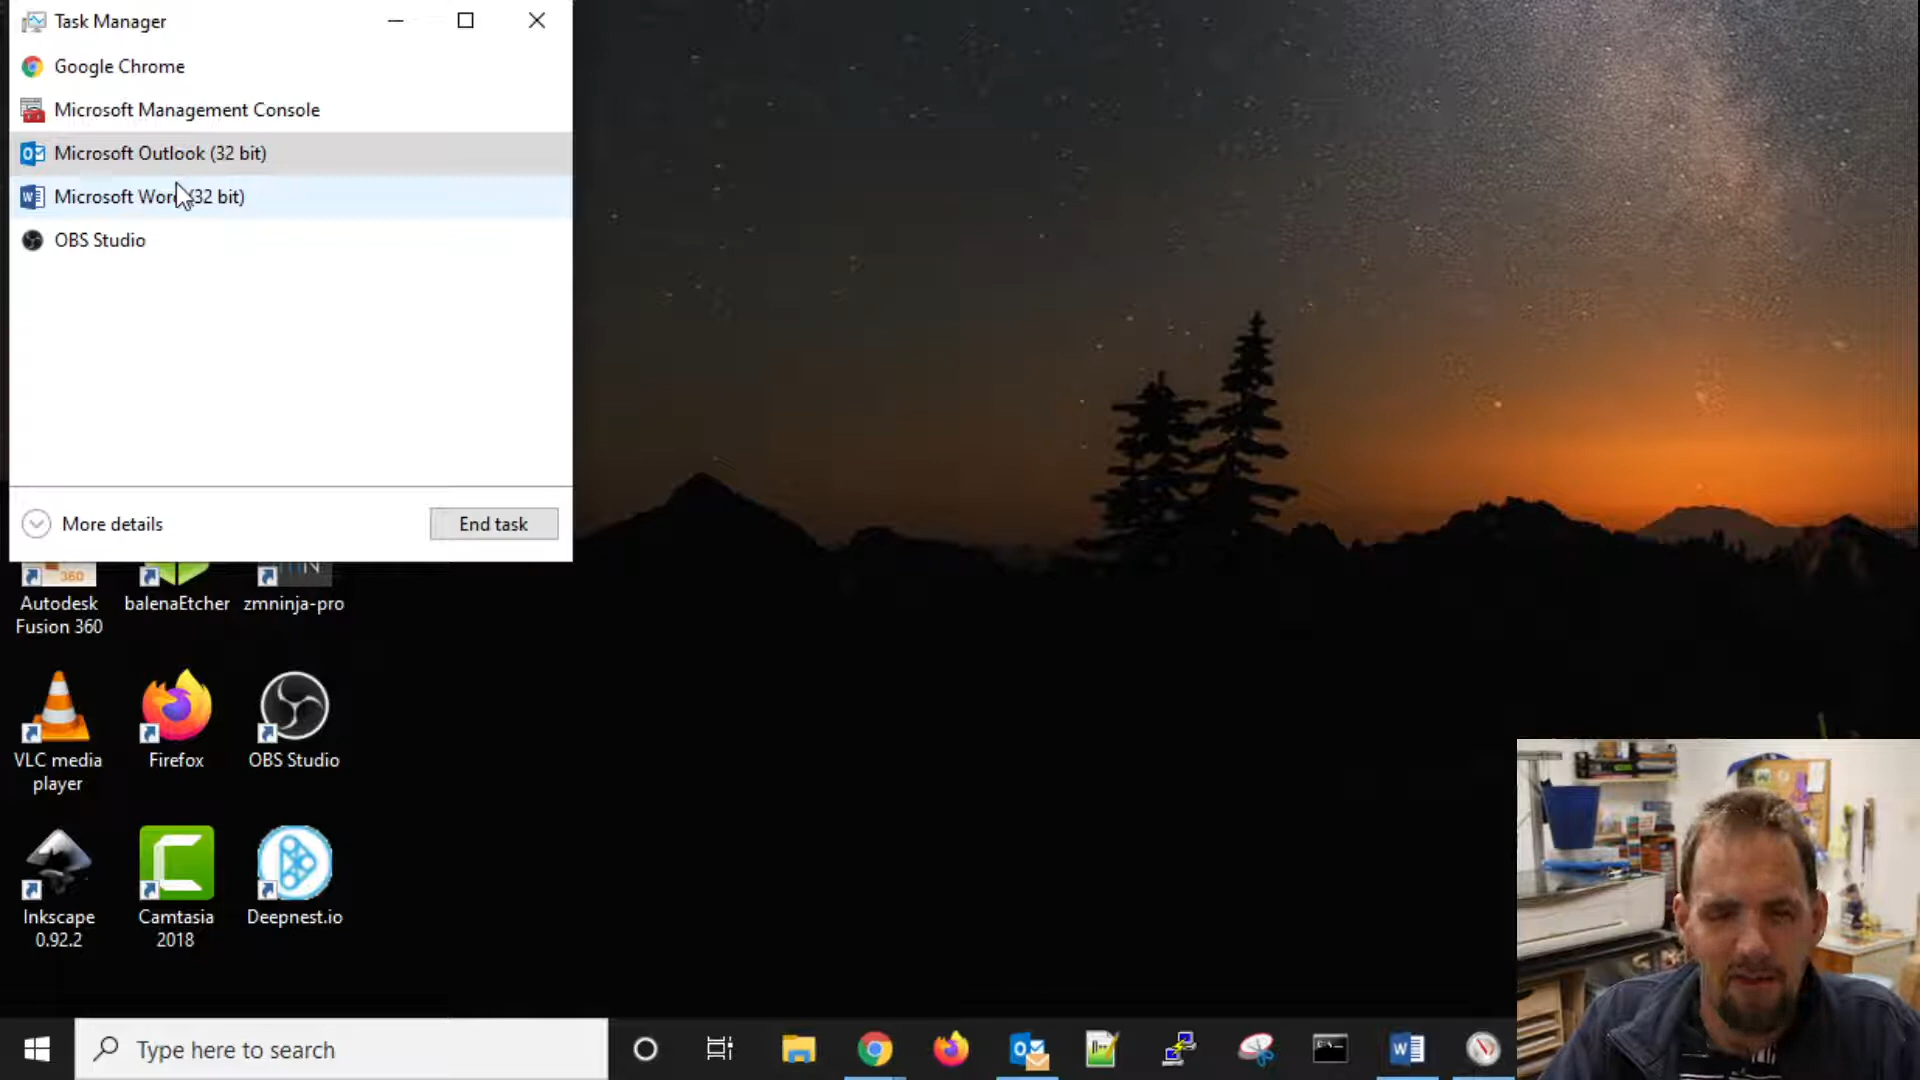 Task Manager
Google Chrome
Microsoft Management Console
Microsoft Outlook (32 bit)
Microsoft Word (32 bit)
OBS Studio
More details
End task
Autodesk
Fusion 360
balenaEtcher
zmninja-pro
VLC media
player
Firefox
OBS Studio
Inkscape
0.92.2
Camtasia
2018
Deepnest.io
Type here to search